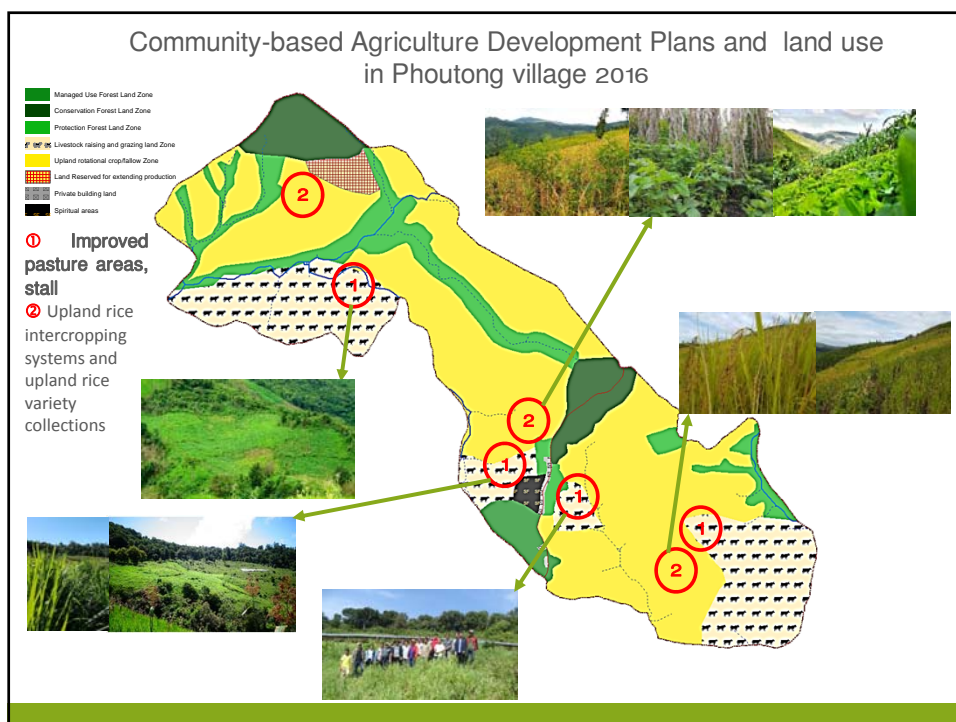 Community-based Agriculture Development Plans and land use
in Phoutong village 2016
Managed Use Forest Land Zone
Conservation Forest Land Zone
Protection Forest Land Zone
Livestock raising and grazing land Zone
Upland rotational crop/fallow Zone
Land Reserved for extending production
Private building land
Spiritual areas
① Improved
pasture areas,
stall
② Upland rice
intercropping
systems and
upland rice
variety
collections
2
1
2
1
1
1
2